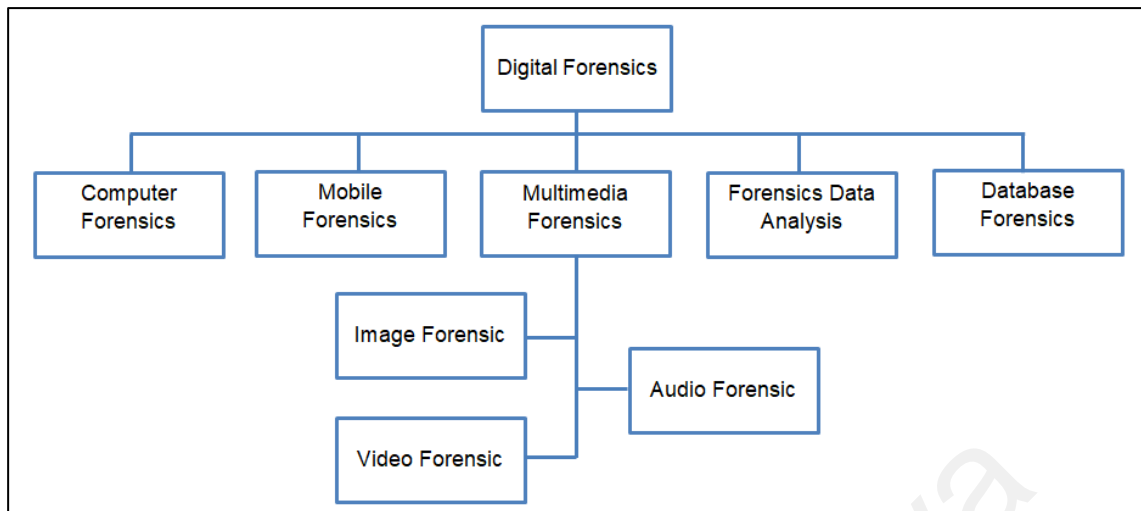 Digital Forensics
Computer
Forensics
Mobile
Forensics
Multimedia
Forensics
Forensics Data
Analysis
Database
Forensics
Image Forensic
Audio Forensic
Video Forensic